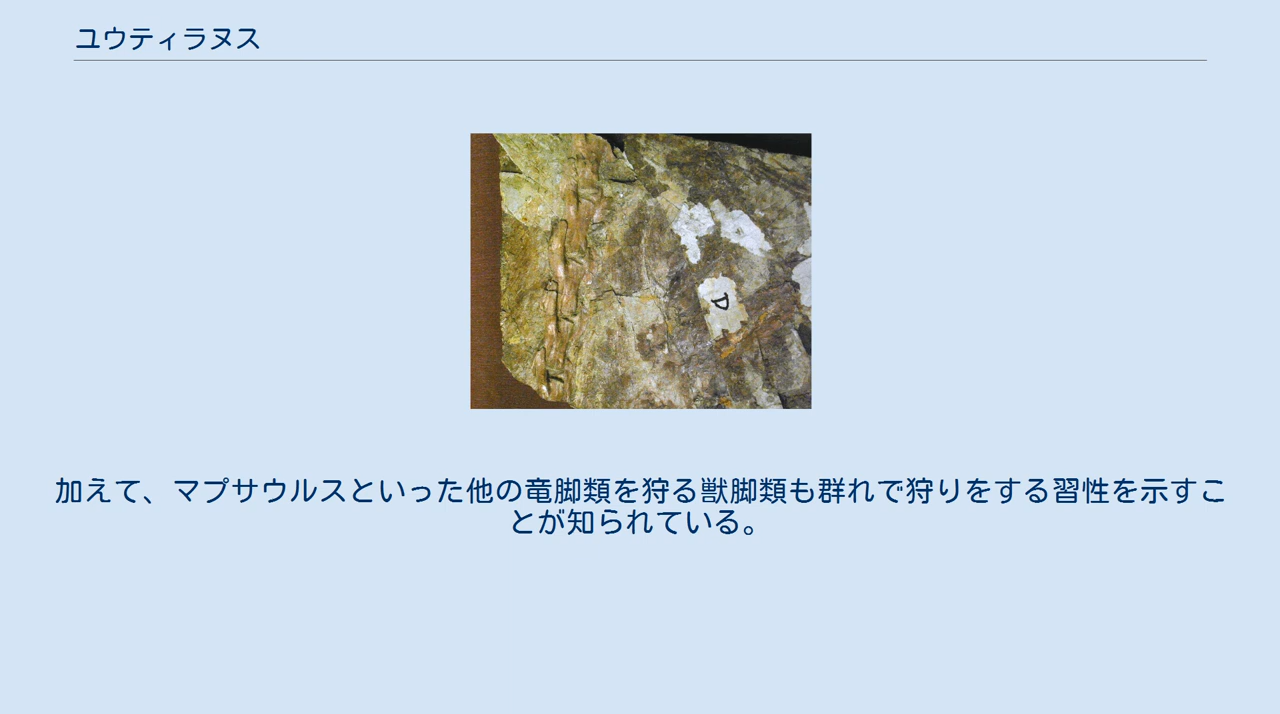 ユウティラヌス
D
加えて、マプサウルスといった他の竜脚類を狩る獣脚類も群れで狩りをする習性を示すこ
とが知られている。